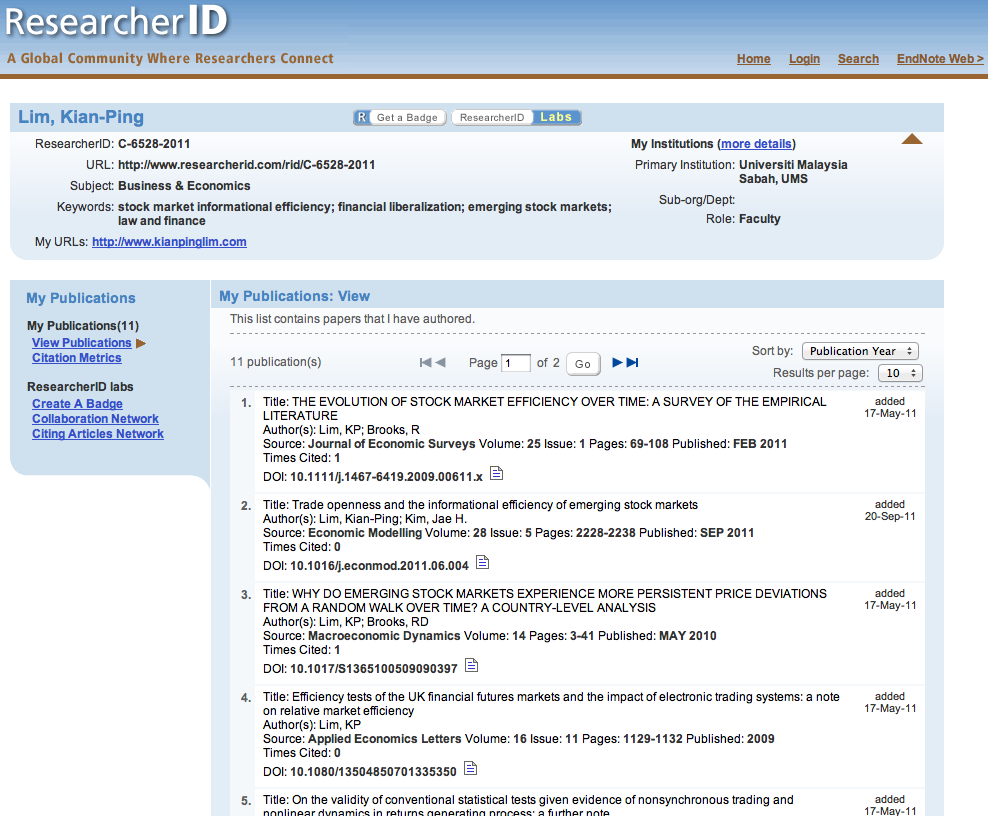 ResearcherID
A Global Community Where Researchers Connect
Home Login Search EndNote Web >
Lim, Kian-Ping
R Get a Badge ResearcherID Labs
ResearcherID: C-6528-2011
URL: http://www.researcherid.com/rid/C-6528-2011
Subject: Business & Economics
Keywords: stock market informational efficiency; financial liberalization; emerging stock markets;
law and finance
My URLs: http://www.kianpinglim.com
My Institutions (more details)
Primary Institution: Universiti Malaysia
Sabah, UMS
Sub-org/Dept:
Role: Faculty
My Publications
My Publications(11)
View Publications
Citation Metrics
ResearcherID labs
Create A Badge
Collaboration Network
Citing Articles Network
My Publications: View
This list contains papers that I have authored.
11 publication(s)
Page 1 of 2 Go
Sort by: Publication Year
Results per page: 10
1. Title: THE EVOLUTION OF STOCK MARKET EFFICIENCY OVER TIME: A SURVEY OF THE EMPIRICAL
LITERATURE
Author(s): Lim, KP; Brooks, R
Source: Journal of Economic Surveys Volume: 25 Issue: 1 Pages: 69-108 Published: FEB 2011
Times Cited: 1
DOI: 10.1111/j.1467-6419.2009.00611.x
added
17-May-11
2. Title: Trade openness and the informational efficiency of emerging stock markets
Author(s): Lim, Kian-Ping; Kim, Jae H.
Source: Economic Modelling Volume: 28 Issue: 5 Pages: 2228-2238 Published: SEP 2011
Times Cited: 0
DOI: 10.1016/j.econmod.2011.06.004
added
20-Sep-11
3. Title: WHY DO EMERGING STOCK MARKETS EXPERIENCE MORE PERSISTENT PRICE DEVIATIONS
FROM A RANDOM WALK OVER TIME? A COUNTRY-LEVEL ANALYSIS
Author(s): Lim, KP; Brooks, RD
Source: Macroeconomic Dynamics Volume: 14 Pages: 3-41 Published: MAY 2010
Times Cited: 1
DOI: 10.1017/S1365100509090397
added
17-May-11
4. Title: Efficiency tests of the UK financial futures markets and the impact of electronic trading systems: a note
on relative market efficiency
Author(s): Lim, KP
Source: Applied Economics Letters Volume: 16 Issue: 11 Pages: 1129-1132 Published: 2009
Times Cited: 0
DOI: 10.1080/13504850701335350
added
17-May-11
5. Title: On the validity of conventional statistical tests given evidence of nonsynchronous trading and
nonlinear dynamics in returns generating process: a further note
added
17-May-11